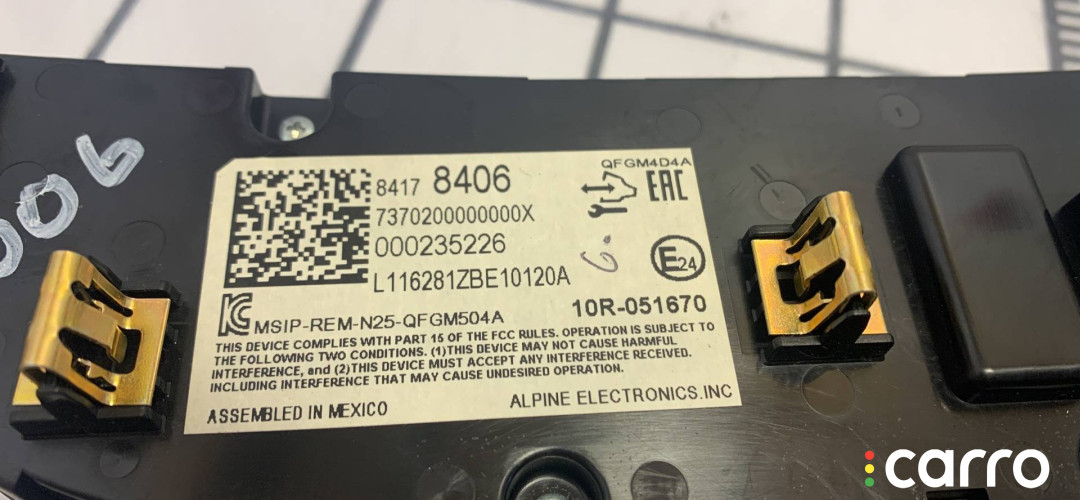 006
QFGM4D4A
8417 8406
EAC
7370200000000X
000235226
6.
L116281ZBE10120A
E24
10R-051670
MSIP-REM-N25-QFGM504A
THIS DEVICE COMPLIES WITH PART 15 OF THE FCC RULES. OPERATION IS SUBJECT TO
THE FOLLOWING TWO CONDITIONS. (1)THIS DEVICE MAY NOT CAUSE HARMFUL
INTERFERENCE, and (2)THIS DEVICE MUST ACCEPT ANY INTERFERENCE RECEIVED.
INCLUDING INTERFERENCE THAT MAY CAUSE UNDESIRED OPERATION.
ASSEMBLED IN MEXICO
ALPINE ELECTRONICS.INC
carro